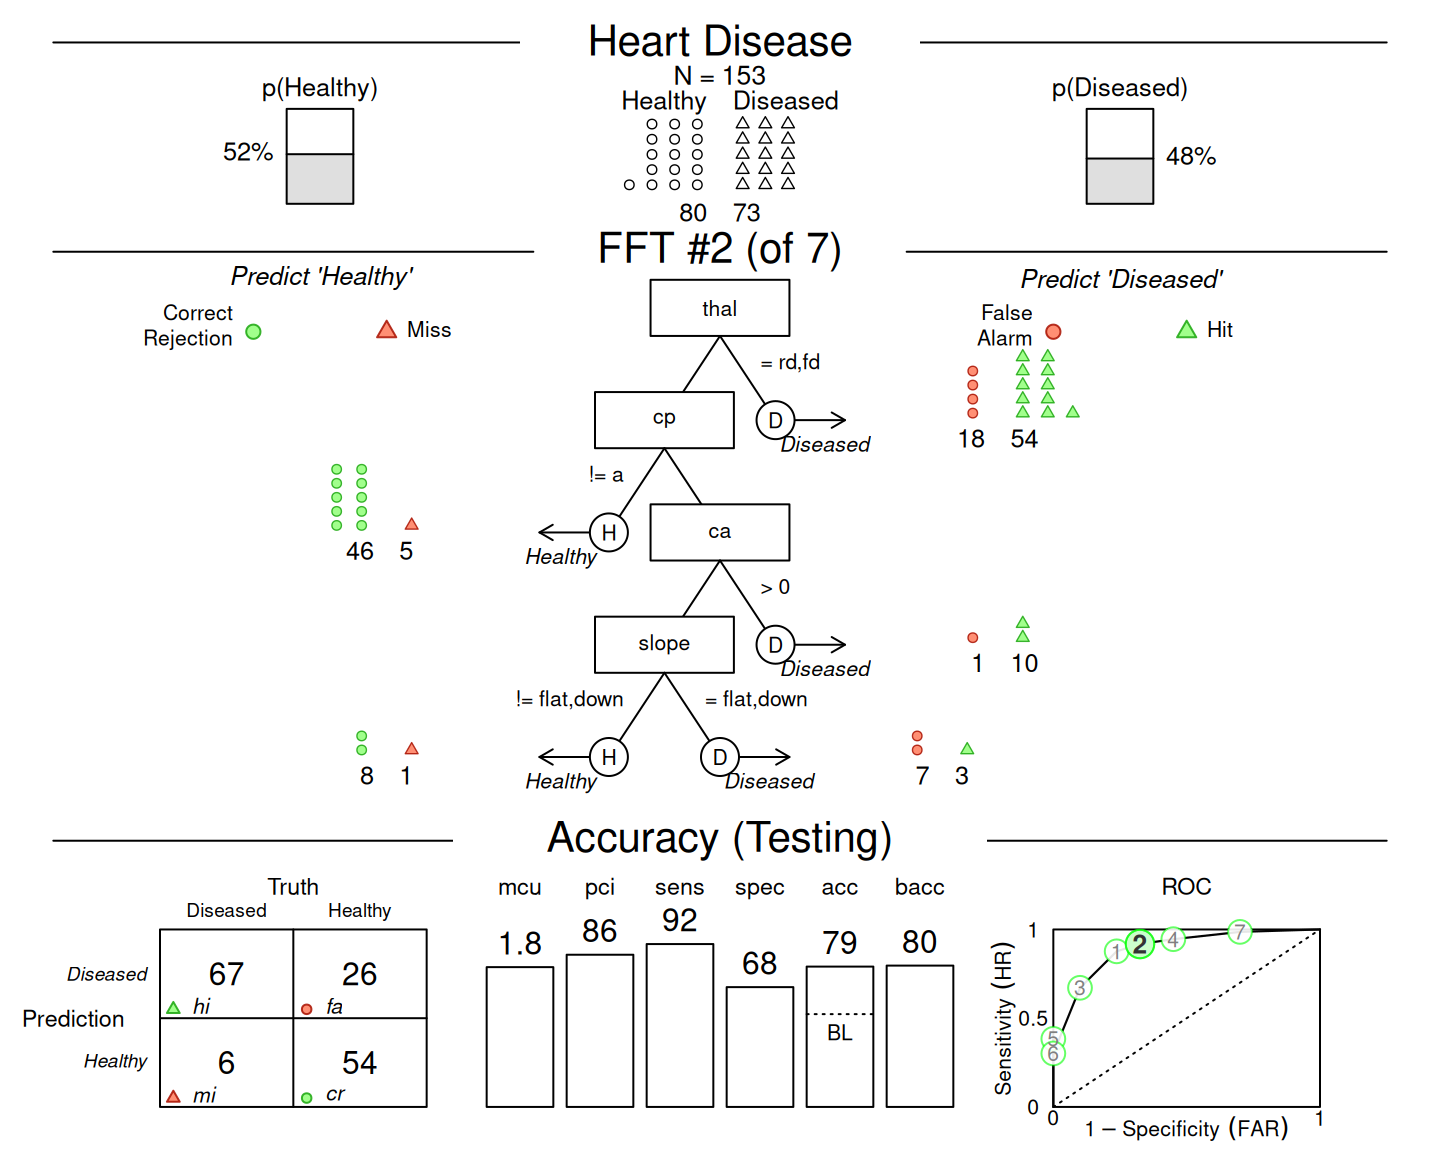 Heart Disease
N = 153
p(Healthy)
Healthy
Diseased
p(Diseased)
52%
48%
80
73
FFT #2 (of 7)
Predict 'Healthy'
Predict 'Diseased'
Correct
Rejection
Miss
thal
False
Alarm
Hit
= rd,fd
cp
D
Diseased
18
54
!= a
H
Healthy
ca
46
5
> 0
slope
D
Diseased
1
10
!= flat,down
= flat,down
H
Healthy
D
Diseased
8
1
7
3
Accuracy (Testing)
Truth
Diseased
Healthy
Prediction
Diseased
67
hi
26
fa
Healthy
6
mi
54
cr
mcu
pci
sens
spec
acc
bacc
1.8
86
92
68
79
80
BL
ROC
Sensitivity (HR)
1
0.5
0
1
2
3
4
5
6
7
0
1
1 – Specificity (FAR)